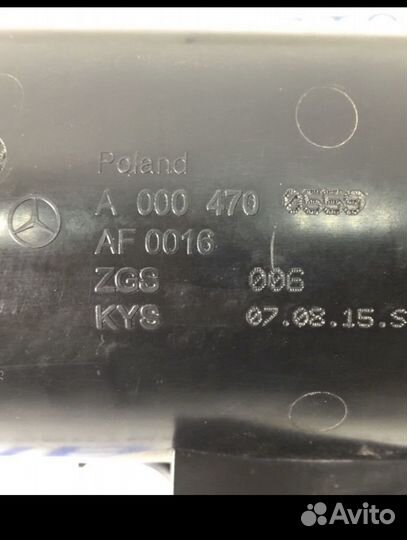 Poland
A 000 470
AF 0016
ZGS 006
KYS 07.08.15.S
Avito